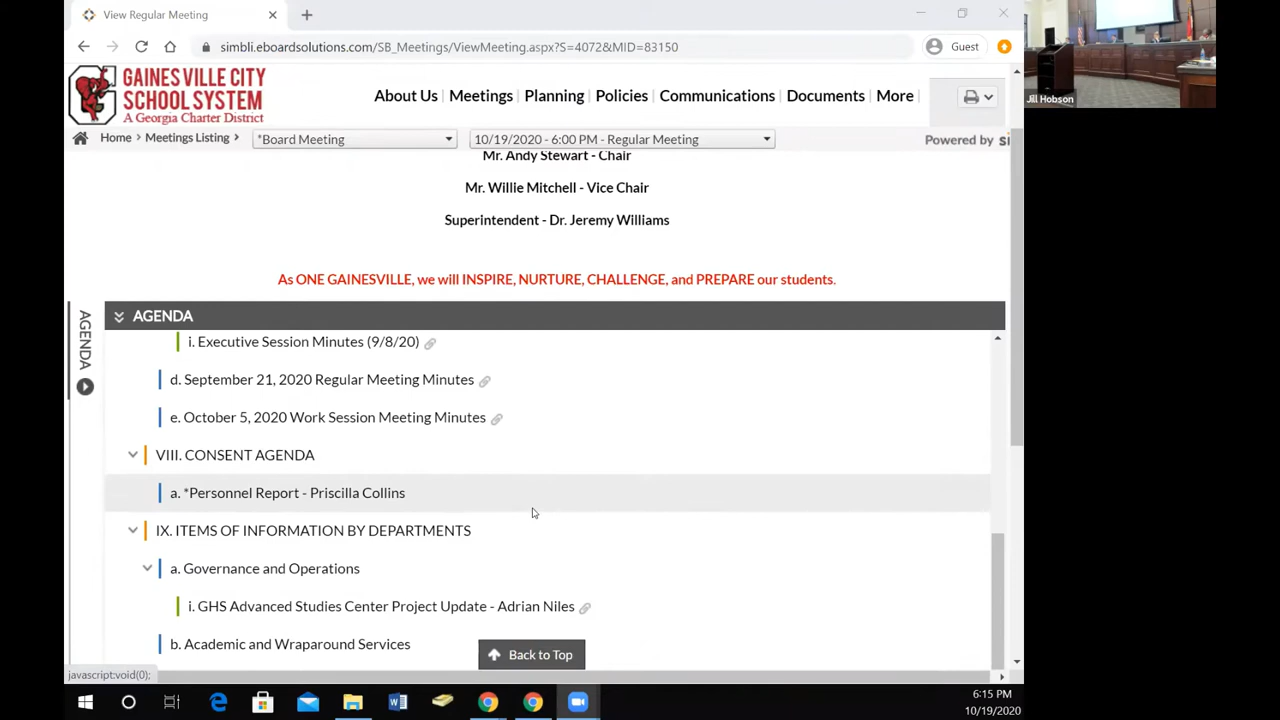 View Regular Meeting
simbli.eboardsolutions.com/SB_Meetings/ViewMeeting.aspx?S=4072&MID=83150
Guest
Jill Hobson
GAINESVILLE CITY
SCHOOL SYSTEM
A Georgia Charter District
About Us Meetings Planning Policies Communications Documents More
Home Meetings Listing *Board Meeting 10/19/2020 - 6:00 PM - Regular Meeting Powered by Si
Mr. Andy Stewart - Chair
Mr. Willie Mitchell - Vice Chair
Superintendent - Dr. Jeremy Williams
As ONE GAINESVILLE, we will INSPIRE, NURTURE, CHALLENGE, and PREPARE our students.
AGENDA
AGENDA
i. Executive Session Minutes (9/8/20)
d. September 21, 2020 Regular Meeting Minutes
e. October 5, 2020 Work Session Meeting Minutes
VIII. CONSENT AGENDA
a. *Personnel Report - Priscilla Collins
IX. ITEMS OF INFORMATION BY DEPARTMENTS
a. Governance and Operations
i. GHS Advanced Studies Center Project Update - Adrian Niles
b. Academic and Wraparound Services
Back to Top
javascript:void(0);
6:15 PM
10/19/2020